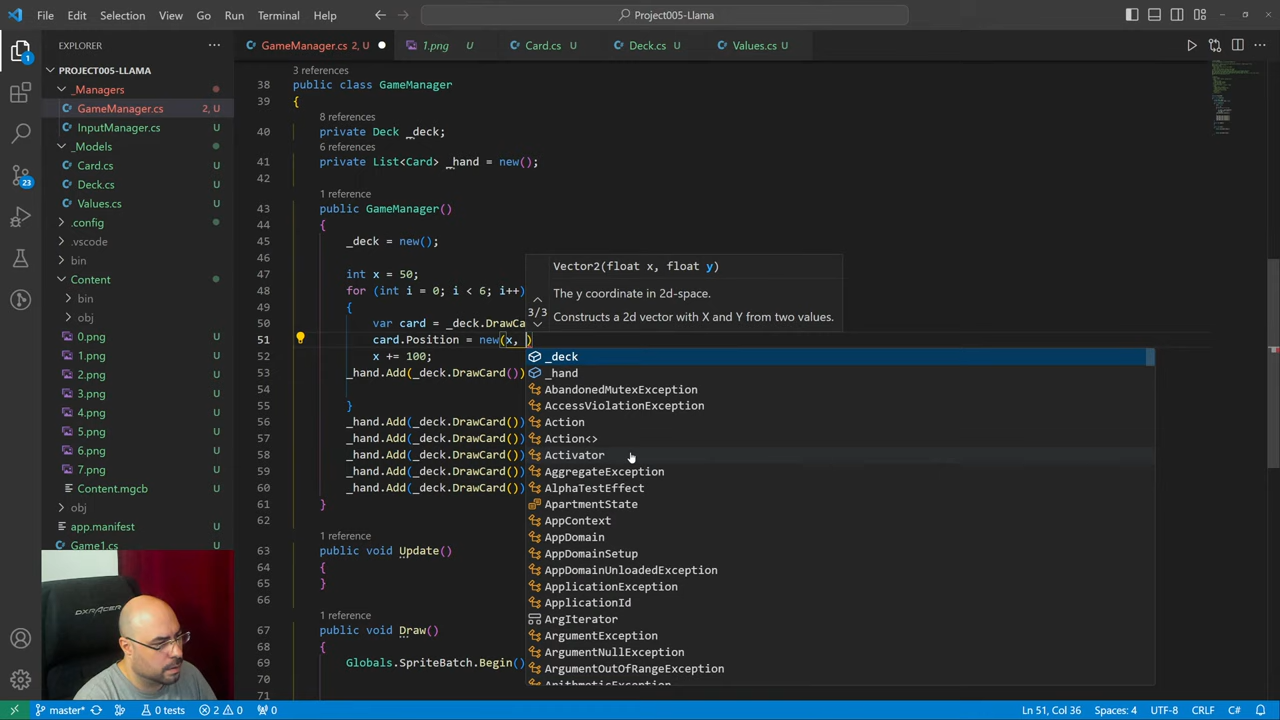 File Edit Selection View Go Run Terminal Help
Project005-Llama
EXPLORER
GameManager.cs 2, U
1.png U
Card.cs U
Deck.cs U
Values.cs U
PROJECT005-LLAMA
_Managers
GameManager.cs 2, U
InputManager.cs U
_Models
Card.cs U
Deck.cs U
Values.cs U
.config
.vscode
bin
Content
bin
obj
0.png U
1.png U
2.png U
3.png U
4.png U
5.png U
6.png U
7.png U
Content.mgcb U
obj
app.manifest U
Game1.cs
1
23
3 references
38 public class GameManager
39 {
8 references
40 private Deck _deck;
6 references
41 private List<Card> _hand = new();
42
1 reference
43 public GameManager()
44 {
45 _deck = new();
46
47 int x = 50;
48 for (int i = 0; i < 6; i++)
49 {
50 var card = _deck.DrawCa
51 card.Position = new(x, )
52 x += 100;
53 _hand.Add(_deck.DrawCard())
54
55 }
56 _hand.Add(_deck.DrawCard())
57 _hand.Add(_deck.DrawCard())
58 _hand.Add(_deck.DrawCard())
59 _hand.Add(_deck.DrawCard())
60 _hand.Add(_deck.DrawCard())
61 }
62
1 reference
63 public void Update()
64 {
65 }
66
1 reference
67 public void Draw()
68 {
69 Globals.SpriteBatch.Begin()
70
71
Vector2(float x, float y)
The y coordinate in 2d-space.
3/3
Constructs a 2d vector with X and Y from two values.
_deck
_hand
AbandonedMutexException
AccessViolationException
Action
Action<>
Activator
AggregateException
AlphaTestEffect
ApartmentState
AppContext
AppDomain
AppDomainSetup
AppDomainUnloadedException
ApplicationException
ApplicationId
ArgIterator
ArgumentException
ArgumentNullException
ArgumentOutOfRangeException
ArithmeticException
DXRACER
master* 0 tests 2 0 0
Ln 51, Col 36 Spaces: 4 UTF-8 CRLF C#